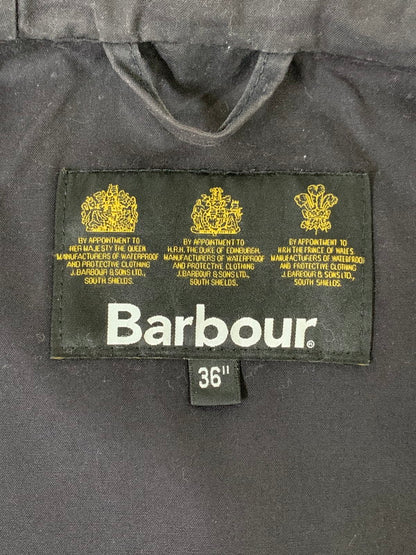 BY APPOINTMENT TO
HER MAJESTY THE QUEEN
MANUFACTURERS OF WATERPROOF
AND PROTECTIVE CLOTHING
J.BARBOUR & SONS LTD.,
SOUTH SHIELDS.
BY APPOINTMENT TO
H.R.H. THE DUKE OF EDINBURGH
MANUFACTURERS OF WATERPROOF
AND PROTECTIVE CLOTHING
J.BARBOUR & SONS LTD.,
SOUTH SHIELDS.
BY APPOINTMENT TO
HRH THE PRINCE OF WALES
MANUFACTURERS OF WATERPROOF
AND PROTECTIVE CLOTHING
J.BARBOUR & SONS LTD.,
SOUTH SHIELDS.
Barbour®
36"